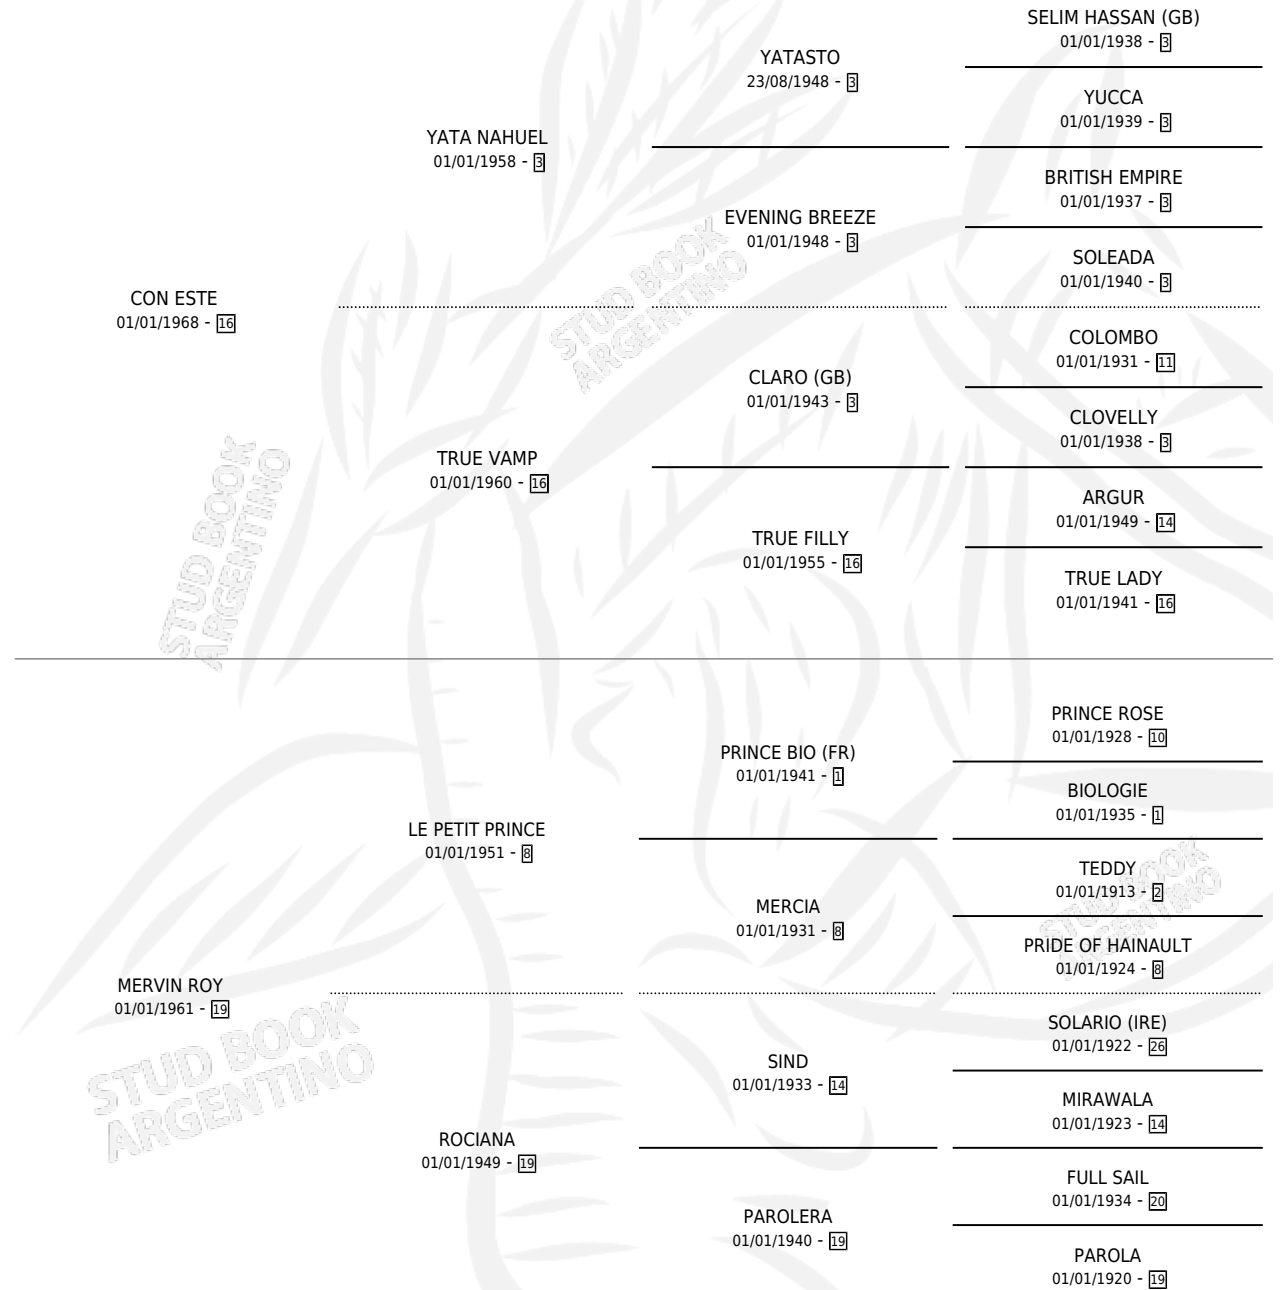 SELIM HASSAN (GB)
01/01/1938 - 3
YATASTO
23/08/1948 - 3
YUCCA
01/01/1939 - 3
YATA NAHUEL
01/01/1958 - 3
BRITISH EMPIRE
01/01/1937 - 3
EVENING BREEZE
01/01/1948 - 3
SOLEADA
01/01/1940 - 3
CON ESTE
01/01/1968 - 16
COLOMBO
01/01/1931 - 11
CLARO (GB)
01/01/1943 - 3
CLOVELLY
01/01/1938 - 3
TRUE VAMP
01/01/1960 - 16
ARGUR
01/01/1949 - 14
TRUE FILLY
01/01/1955 - 16
TRUE LADY
01/01/1941 - 16
PRINCE ROSE
01/01/1928 - 10
PRINCE BIO (FR)
01/01/1941 - 1
BIOLOGIE
01/01/1935 - 1
LE PETIT PRINCE
01/01/1951 - 8
TEDDY
01/01/1913 - 2
MERCIA
01/01/1931 - 8
PRIDE OF HAINAULT
01/01/1924 - 8
MERVIN ROY
01/01/1961 - 19
SOLARIO (IRE)
01/01/1922 - 26
SIND
01/01/1933 - 14
MIRAWALA
01/01/1923 - 14
ROCIANA
01/01/1949 - 19
FULL SAIL
01/01/1934 - 20
PAROLERA
01/01/1940 - 19
PAROLA
01/01/1920 - 19
STUD BOOK
ARGENTINO
STUD BOOK
ARGENTINO
STUD BOOK
ARGENTINO
STUD BOOK
ARGENTINO